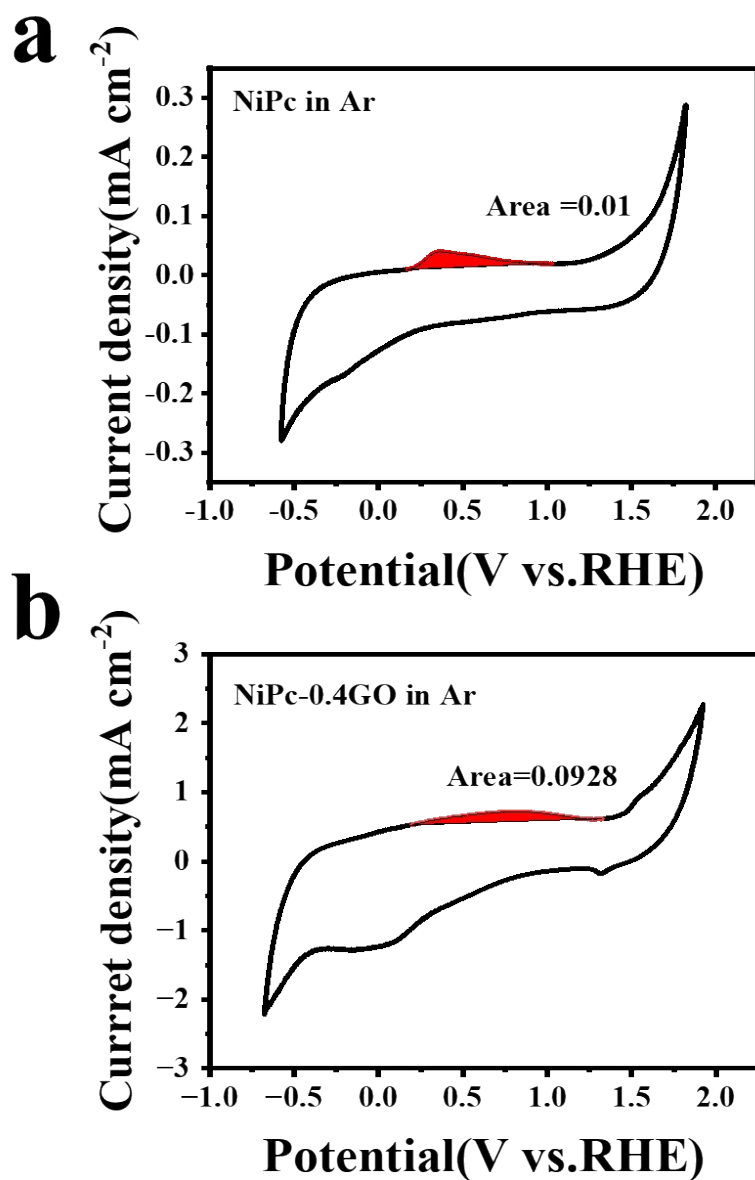 a
NiPc in Ar
Area =0.01
Current density(mA cm⁻²)
0.3
0.2
0.1
0.0
-0.1
-0.2
-0.3
-1.0 -0.5 0.0 0.5 1.0 1.5 2.0
Potential(V vs.RHE)
b
NiPc-0.4GO in Ar
Area=0.0928
Currret density(mA cm⁻²)
3
2
1
0
−1
−2
−3
−1.0 −0.5 0.0 0.5 1.0 1.5 2.0
Potential(V vs.RHE)